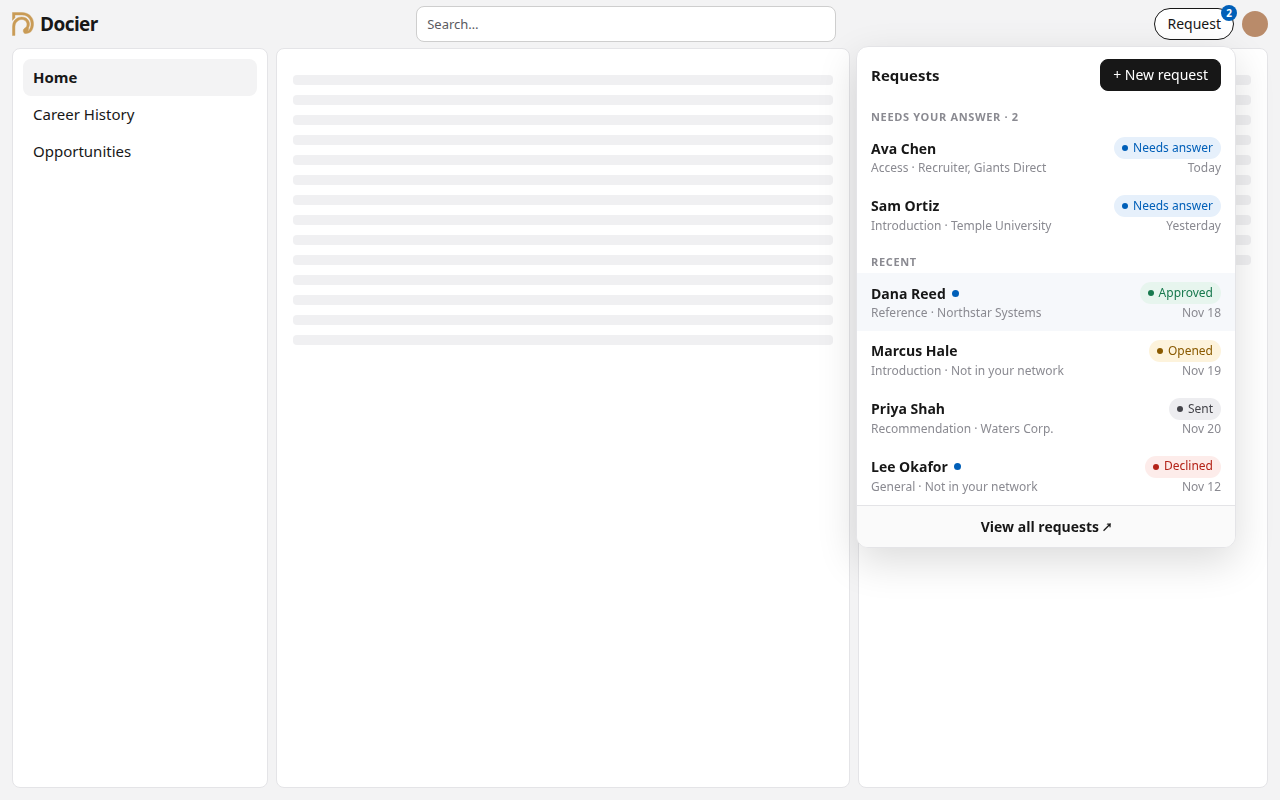 Docier
Search...
Request
2
Home
Career History
Opportunities
Requests
+ New request
NEEDS YOUR ANSWER · 2
Ava Chen
Needs answer
Access · Recruiter, Giants Direct
Today
Sam Ortiz
Needs answer
Introduction · Temple University
Yesterday
RECENT
Dana Reed
Approved
Reference · Northstar Systems
Nov 18
Marcus Hale
Opened
Introduction · Not in your network
Nov 19
Priya Shah
Sent
Recommendation · Waters Corp.
Nov 20
Lee Okafor
Declined
General · Not in your network
Nov 12
View all requests ↗